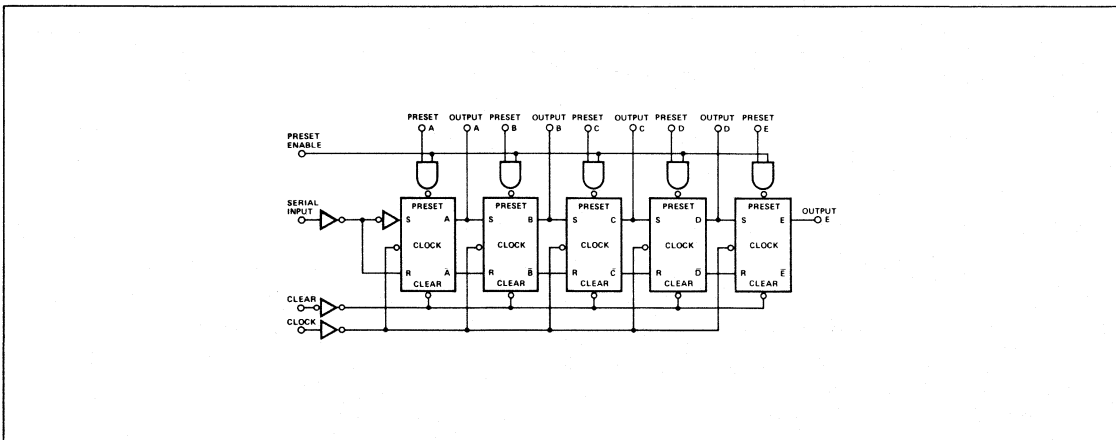 PRESET A OUTPUT A PRESET B OUTPUT B PRESET C OUTPUT C PRESET D OUTPUT D PRESET E
PRESET ENABLE
PRESET PRESET PRESET PRESET PRESET
SERIAL INPUT S A S B S C S D S E OUTPUT E
CLOCK CLOCK CLOCK CLOCK CLOCK
R Ā R B̄ R C̄ R D̄ R Ē
CLEAR CLEAR CLEAR CLEAR CLEAR
CLEAR
CLOCK